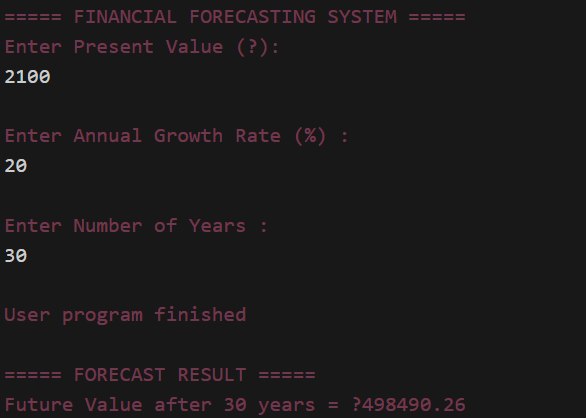 ===== FINANCIAL FORECASTING SYSTEM =====
Enter Present Value (?):
2100
Enter Annual Growth Rate (%) :
20
Enter Number of Years :
30
User program finished
===== FORECAST RESULT =====
Future Value after 30 years = ?498490.26